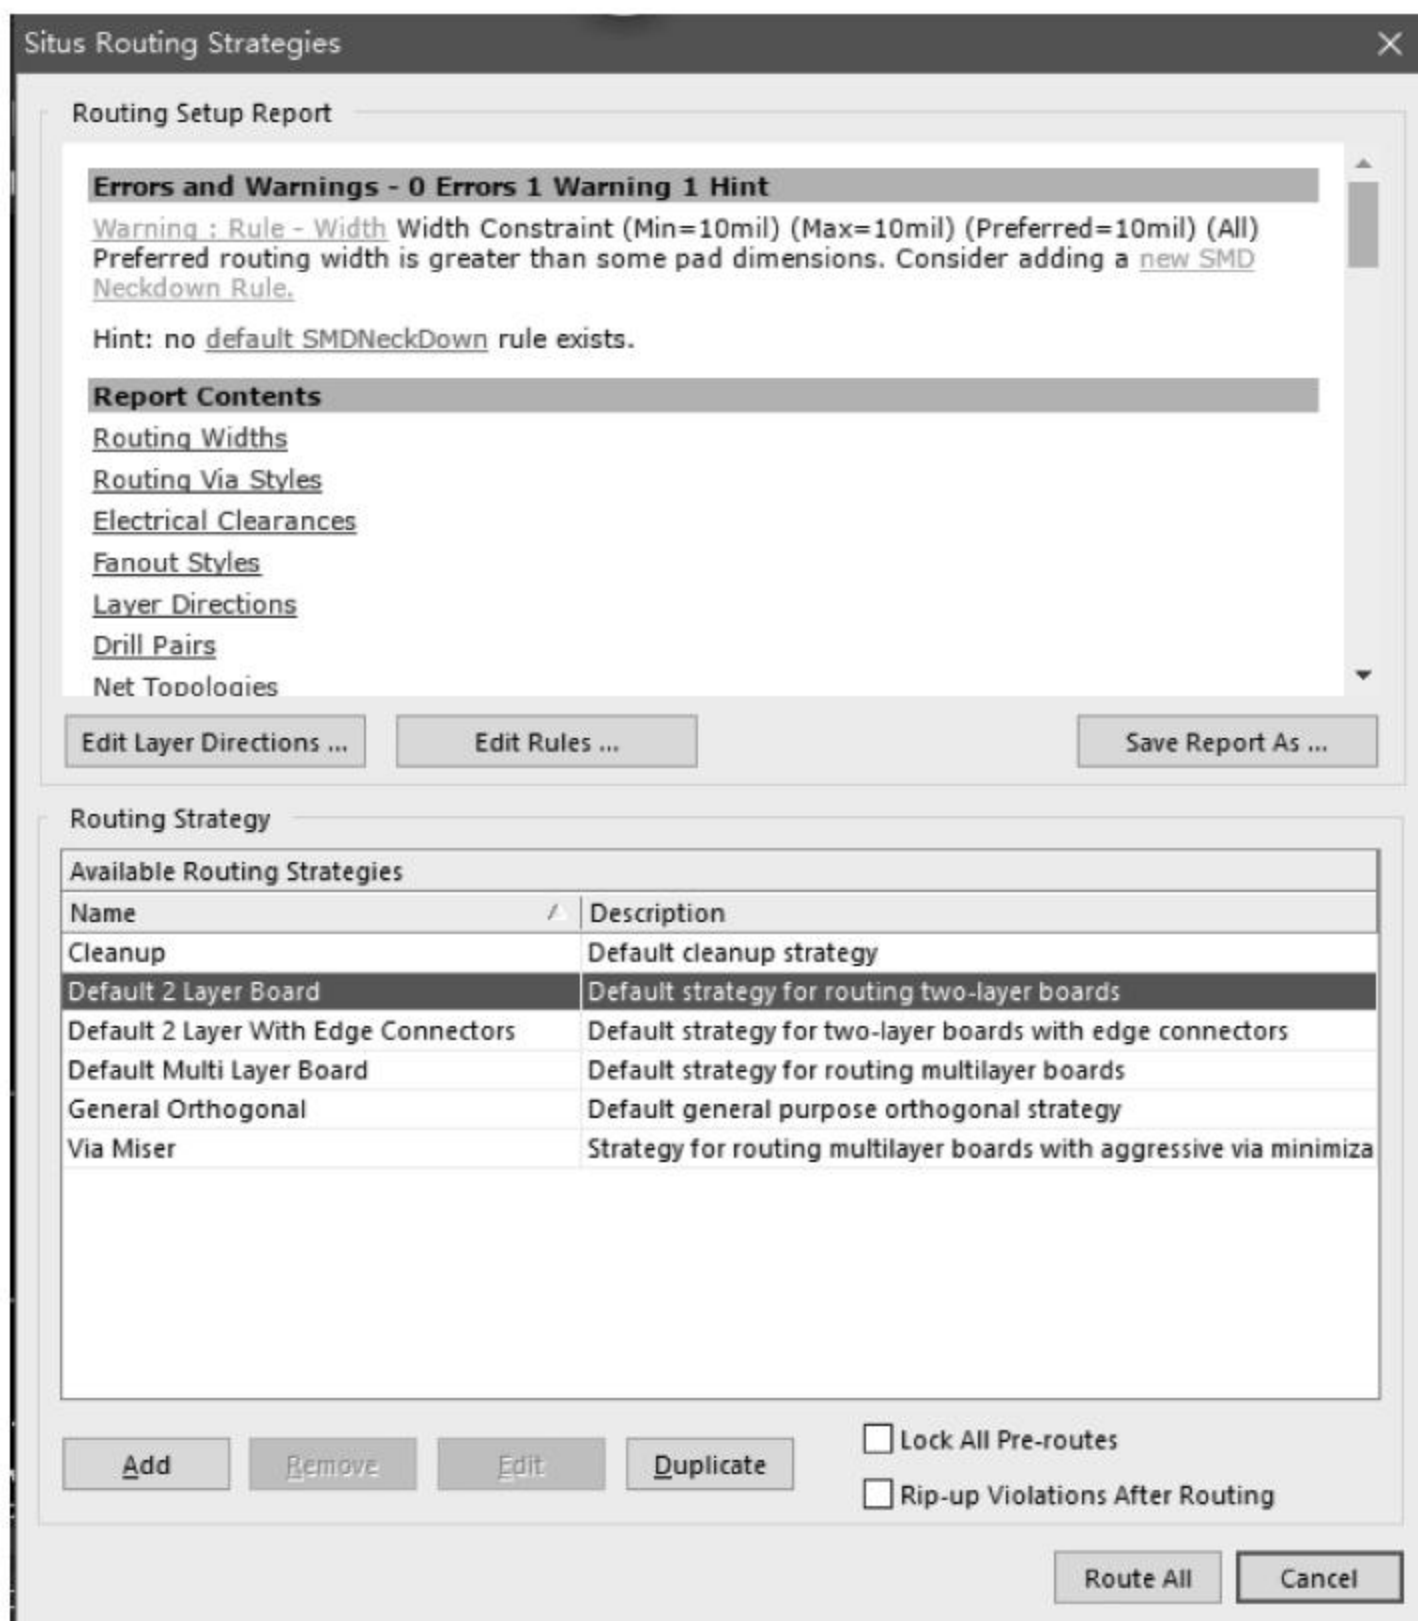 Situs Routing Strategies
Routing Setup Report
Errors and Warnings - 0 Errors 1 Warning 1 Hint
Warning : Rule - Width Width Constraint (Min=10mil) (Max=10mil) (Preferred=10mil) (All)
Preferred routing width is greater than some pad dimensions. Consider adding a new SMD
Neckdown Rule.
Hint: no default SMDNeckDown rule exists.
Report Contents
Routing Widths
Routing Via Styles
Electrical Clearances
Fanout Styles
Layer Directions
Drill Pairs
Net Topologies
Edit Layer Directions ... Edit Rules ... Save Report As ...
Routing Strategy
Available Routing Strategies
Name Description
Cleanup Default cleanup strategy
Default 2 Layer Board Default strategy for routing two-layer boards
Default 2 Layer With Edge Connectors Default strategy for two-layer boards with edge connectors
Default Multi Layer Board Default strategy for routing multilayer boards
General Orthogonal Default general purpose orthogonal strategy
Via Miser Strategy for routing multilayer boards with aggressive via minimiza
Add Remove Edit Duplicate Lock All Pre-routes
Rip-up Violations After Routing
Route All Cancel